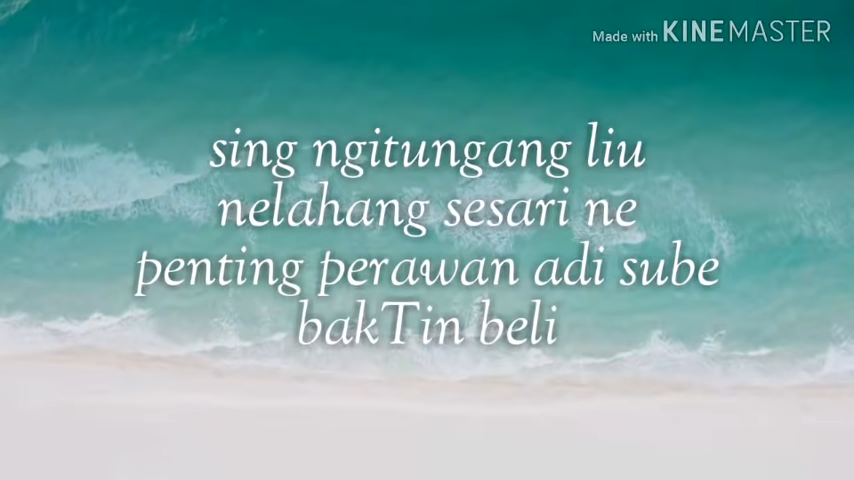 Made with KINEMASTER
sing ngitungang liu
nelahang sesari ne
penting perawan adi sube
bakTin beli